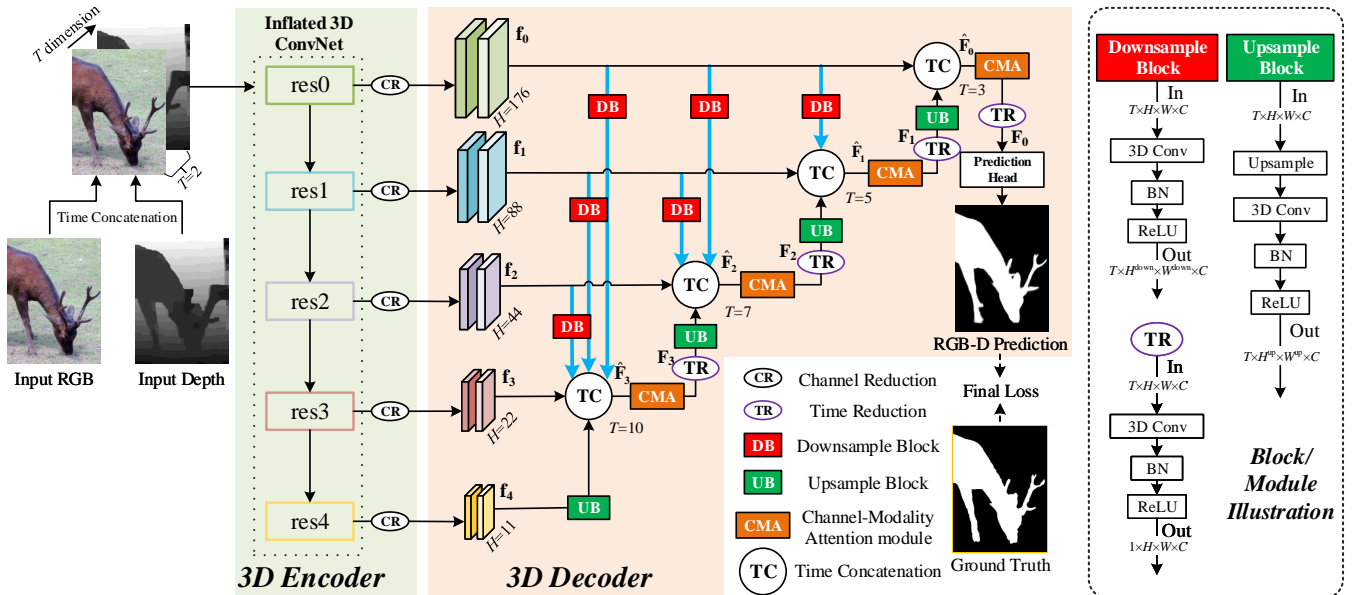 T dimension
T=2
Time Concatenation
Input RGB
Input Depth
Inflated 3D
ConvNet
res0
res1
res2
res3
res4
CR
CR
CR
CR
CR
3D Encoder
f0
H=176
f1
H=88
f2
H=44
f3
H=22
f4
H=11
DB
DB
DB
DB
DB
DB
UB
TC
F̂3
T=10
CMA
TR
F3
UB
TC
F̂2
T=7
CMA
TR
F2
UB
TC
F̂1
T=5
CMA
TR
F1
UB
TC
F̂0
T=3
CMA
TR
F0
Prediction
Head
RGB-D Prediction
Final Loss
Ground Truth
3D Decoder
CR Channel Reduction
TR Time Reduction
DB Downsample Block
UB Upsample Block
CMA Channel-Modality
Attention module
TC Time Concatenation
Downsample
Block
In
T×H×W×C
3D Conv
BN
ReLU
Out
T×H^down×W^down×C
TR
In
T×H×W×C
3D Conv
BN
ReLU
Out
1×H×W×C
Upsample
Block
In
T×H×W×C
Upsample
3D Conv
BN
ReLU
Out
T×H^up×W^up×C
Block/
Module
Illustration